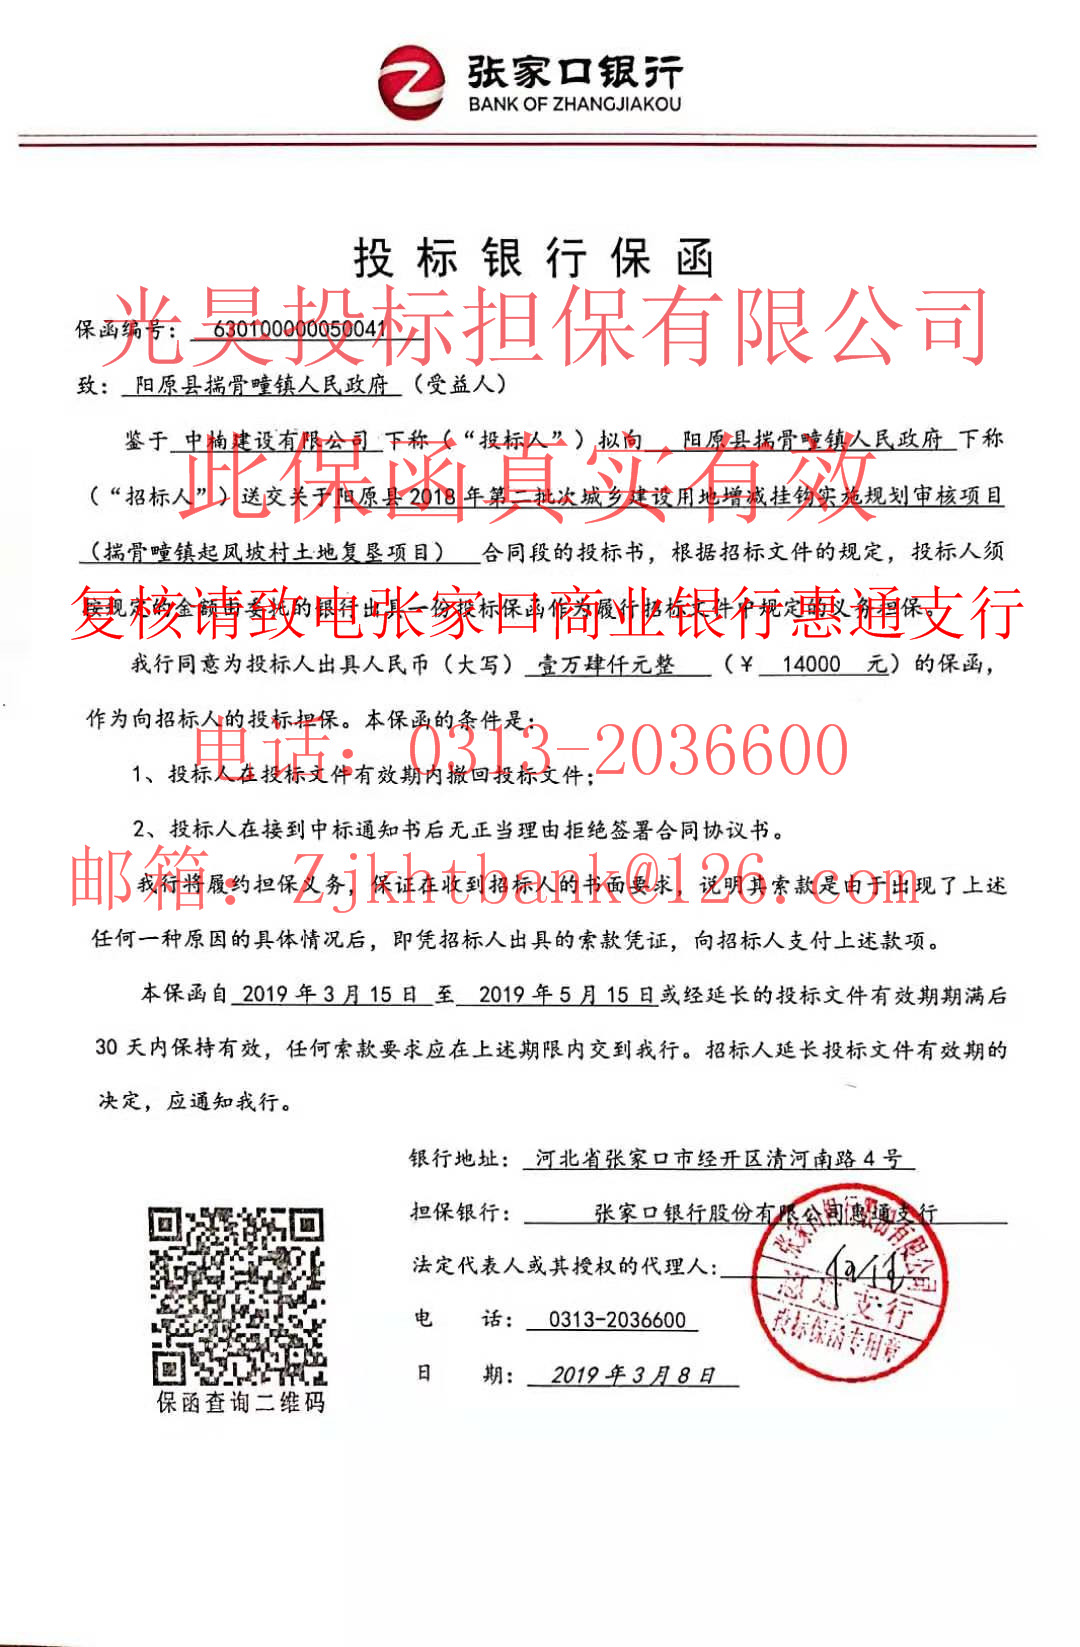 张家口银行
BANK OF ZHANGJIAKOU
投标银行保函
光昊投标担保有限公司
保函编号： 630100000050041
致： 阳原县揣骨疃镇人民政府 （受益人）
鉴于 中楠建设有限公司 下称（“投标人”）拟向 阳原县揣骨疃镇人民政府 下称
此保函真实有效
（“招标人”）送交关于阳原县 2018 年第二批次城乡建设用地增减挂钩实施规划审核项目
（揣骨疃镇起凤坡村土地复垦项目） 合同段的投标书，根据招标文件的规定，投标人须
按规定的金额由委托的银行出具一份投标保函作为履行招标文件中规定的义务担保。
复核请致电张家口商业银行惠通支行
我行同意为投标人出具人民币（大写） 壹万肆仟元整 （￥ 14000 元）的保函，
作为向招标人的投标担保。本保函的条件是：
电话：0313-2036600
1、投标人在投标文件有效期内撤回投标文件；
2、投标人在接到中标通知书后无正当理由拒绝签署合同协议书。
邮箱：Zjkhtbank@126.com
我行将履约担保义务，保证在收到招标人的书面要求，说明其索款是由于出现了上述
任何一种原因的具体情况后，即凭招标人出具的索款凭证，向招标人支付上述款项。
本保函自 2019 年 3 月 15 日 至 2019 年 5 月 15 日或经延长的投标文件有效期期满后
30 天内保持有效，任何索款要求应在上述期限内交到我行。招标人延长投标文件有效期的
决定，应通知我行。
银行地址： 河北省张家口市经开区清河南路 4 号
担保银行： 张家口银行股份有限公司惠通支行
法定代表人或其授权的代理人:
电 话： 0313-2036600
日 期： 2019 年 3 月 8 日
张家口银行股份有限公司
惠通支行
投标保函专用章
保函查询二维码